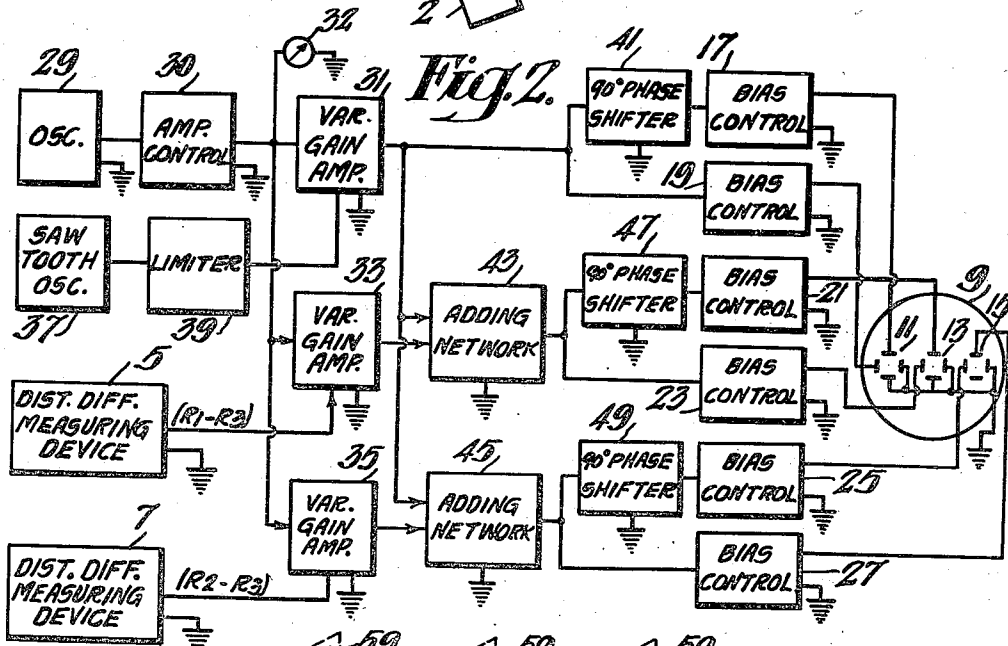 2
32
Fig. 2.
29
OSC.
30
AMP.
CONTROL
31
VAR.
GAIN
AMP.
41
90° PHASE
SHIFTER
17
BIAS
CONTROL
19
BIAS
CONTROL
SAW
TOOTH
OSC.
37
LIMITER
39
33
VAR.
GAIN
AMP.
43
ADDING
NETWORK
47
90° PHASE
SHIFTER
BIAS
CONTROL
21
9
11
13
15
23
BIAS
CONTROL
5
DIST. DIFF.
MEASURING
DEVICE
(R1-R3)
35
VAR.
GAIN
AMP.
45
ADDING
NETWORK
49
90° PHASE
SHIFTER
BIAS
CONTROL
25
7
DIST. DIFF.
MEASURING
DEVICE
(R2-R3)
BIAS
CONTROL
27
59